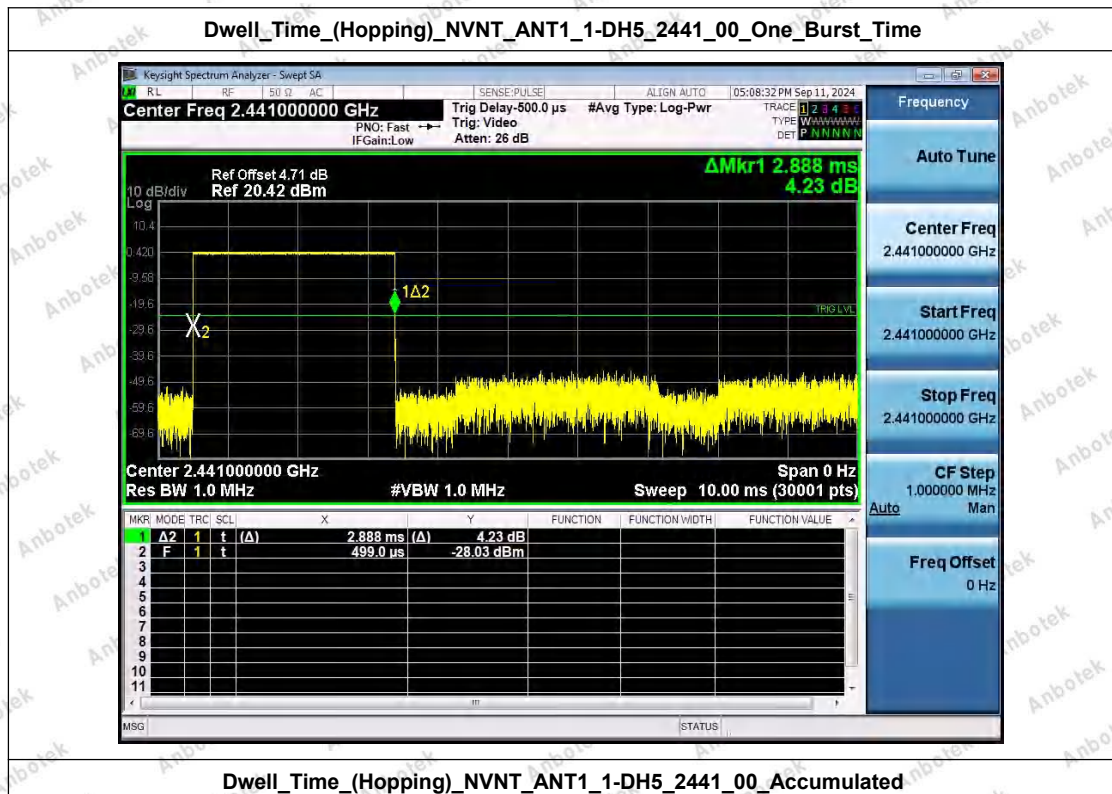 Dwell_Time_(Hopping)_NVNT_ANT1_1-DH5_2441_00_One_Burst_Time
Keysight Spectrum Analyzer - Swept SA
RL RF 50 Ω AC SENSE:PULSE ALIGN AUTO 05:08:32 PM Sep 11, 2024
Center Freq 2.441000000 GHz
PNO: Fast
IFGain:Low
Trig Delay-500.0 µs
Trig: Video
Atten: 26 dB
#Avg Type: Log-Pwr
TRACE 1 2 3 4 5 6
TYPE WWWWWW
DET P NNNNN
Frequency
Auto Tune
Center Freq
2.441000000 GHz
Start Freq
2.441000000 GHz
Stop Freq
2.441000000 GHz
CF Step
1.000000 MHz
Auto Man
Freq Offset
0 Hz
ΔMkr1 2.888 ms
4.23 dB
Ref Offset 4.71 dB
10 dB/div Ref 20.42 dBm
Log
10.4
0.420
-9.58
-19.6
-29.6
-39.6
-49.6
-59.6
-69.6
1Δ2
X2
TRIG LVL
Center 2.441000000 GHz Span 0 Hz
Res BW 1.0 MHz #VBW 1.0 MHz Sweep 10.00 ms (30001 pts)
MKR MODE TRC SCL X Y FUNCTION FUNCTION WIDTH FUNCTION VALUE
1 Δ2 1 t (Δ) 2.888 ms (Δ) 4.23 dB
2 F 1 t 499.0 µs -28.03 dBm
3
4
5
6
7
8
9
10
11
MSG STATUS
Dwell_Time_(Hopping)_NVNT_ANT1_1-DH5_2441_00_Accumulated
Anbotek